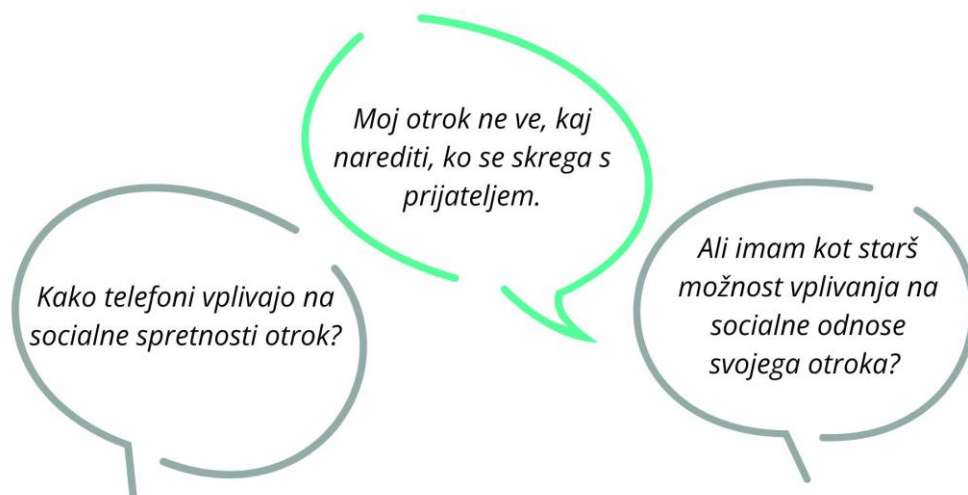 Moj otrok ne ve, kaj
narediti, ko se skrega s
prijateljem.
Kako telefoni vplivajo na
socialne spretnosti otrok?
Ali imam kot starš
možnost vplivanja na
socialne odnose
svojega otroka?